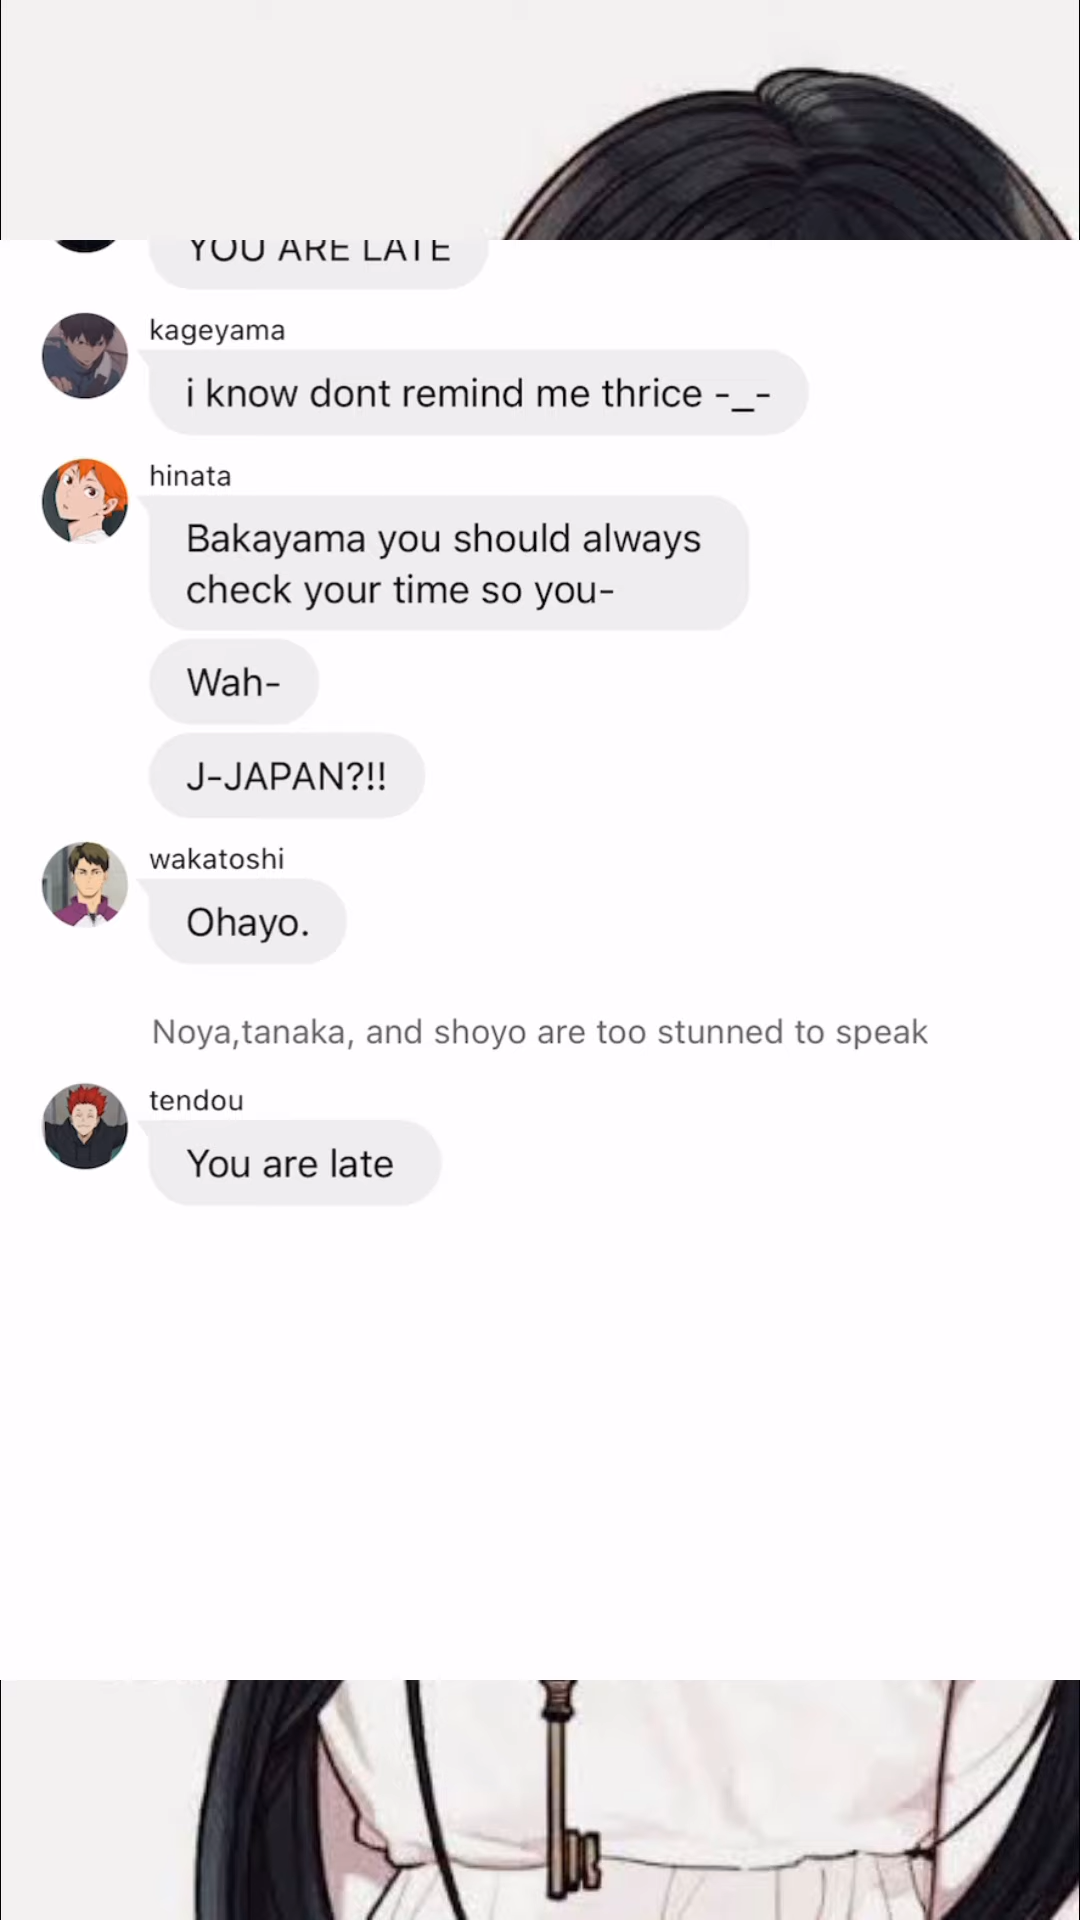 YOU ARE LATE
kageyama
i know dont remind me thrice -_-
hinata
Bakayama you should always
check your time so you-
Wah-
J-JAPAN?!!
wakatoshi
Ohayo.
Noya,tanaka, and shoyo are too stunned to speak
tendou
You are late